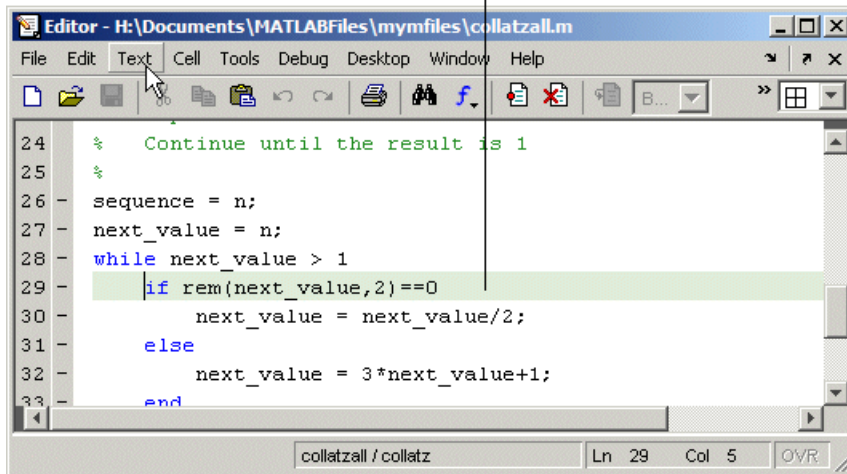 Editor - H:\Documents\MATLABFiles\mymfiles\collatzall.m
File Edit Text Cell Tools Debug Desktop Window Help
B...
24 % Continue until the result is 1
25 %
26 - sequence = n;
27 - next_value = n;
28 - while next_value > 1
29 - if rem(next_value,2)==0
30 - next_value = next_value/2;
31 - else
32 - next_value = 3*next_value+1;
33 - end
collatzall / collatz Ln 29 Col 5 OVR